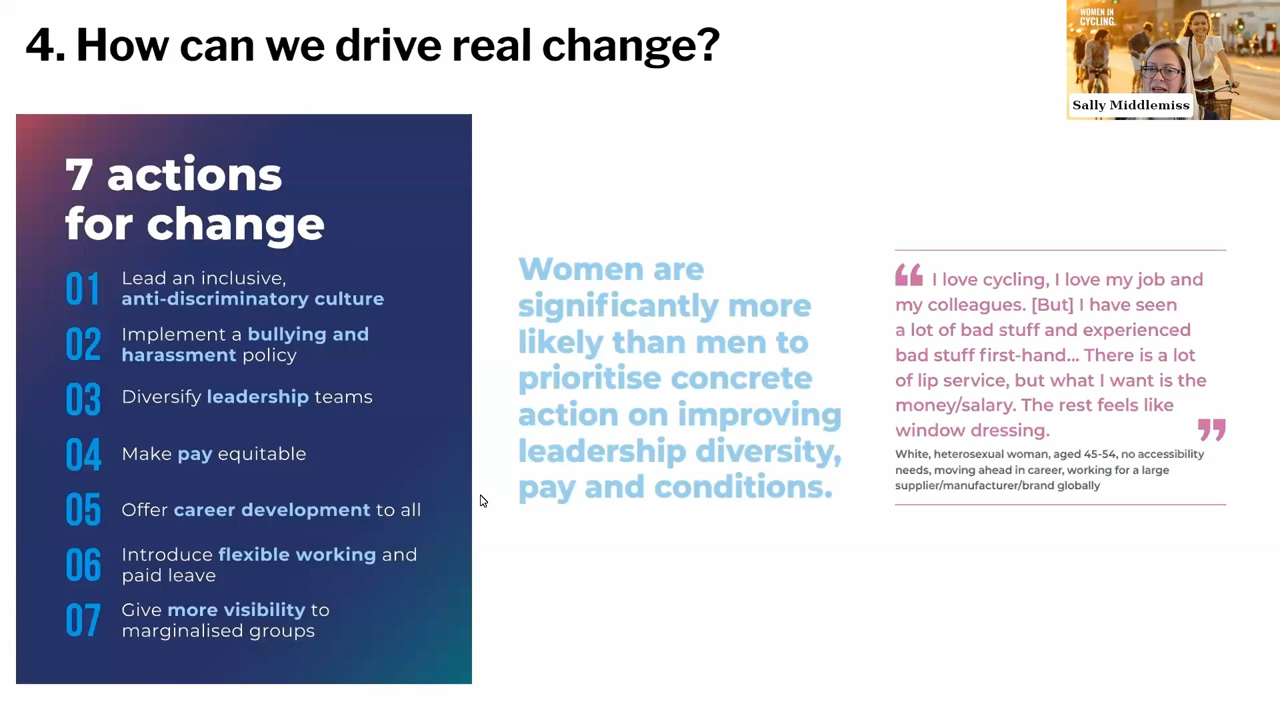 4. How can we drive real change?
WOMEN IN
CYCLING.
Sally Middlemiss
7 actions
for change
01 Lead an inclusive,
anti-discriminatory culture
02 Implement a bullying and
harassment policy
03 Diversify leadership teams
04 Make pay equitable
05 Offer career development to all
06 Introduce flexible working and
paid leave
07 Give more visibility to
marginalised groups
Women are
significantly more
likely than men to
prioritise concrete
action on improving
leadership diversity,
pay and conditions.
“ I love cycling, I love my job and
my colleagues. [But] I have seen
a lot of bad stuff and experienced
bad stuff first-hand... There is a lot
of lip service, but what I want is the
money/salary. The rest feels like
window dressing. ”
White, heterosexual woman, aged 45-54, no accessibility
needs, moving ahead in career, working for a large
supplier/manufacturer/brand globally